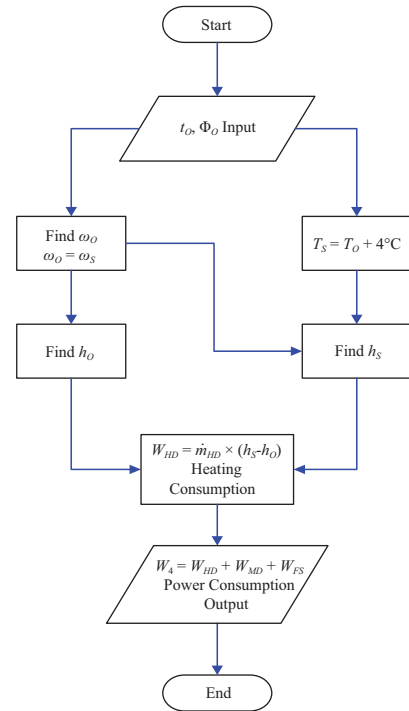 Start
t_O, Φ_O Input
Find ω_O
ω_O = ω_S
T_S = T_O + 4°C
Find h_O
Find h_S
W_HD = ṁ_HD × (h_S-h_O)
Heating
Consumption
W_4 = W_HD + W_MD + W_FS
Power Consumption
Output
End